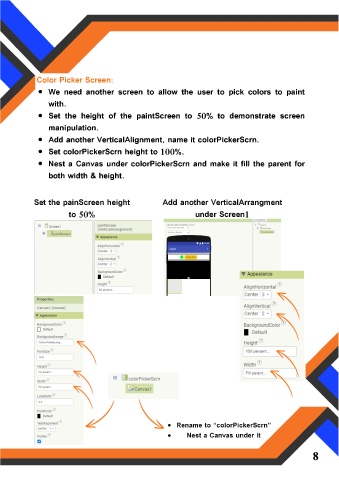 Color Picker Screen:
• We need another screen to allow the user to pick colors to paint
with.
• Set the height of the paintScreen to 50% to demonstrate screen
manipulation.
• Add another VerticalAlignment, name it colorPickerScrn.
• Set colorPickerScrn height to 100%.
• Nest a Canvas under colorPickerScrn and make it fill the parent for
both width & height.
Set the painScreen height
to 50%
Add another VerticalArrangment
under Screen1
Screen1
paintScreen
paintScreen
(VerticalArrangement)
Appearance
AlignHorizontal
Center : 3
AlignVertical
Center : 2
BackgroundColor
Default
Height
50 percent...
Appearance
AlignHorizontal
Center : 3
AlignVertical
Center : 2
BackgroundColor
Default
Height
100 percent...
Width
Fill parent...
Properties
Canvas1 (Canvas)
Appearance
BackgroundColor
Default
BackgroundImage
FontSize
Height
Fill parent...
Width
Fill parent...
LineWidth
PaintColor
Default
TextAlignment
center : 1
Visible
colorPickerScrn
Canvas1
• Rename to “colorPickerScrn”
• Nest a Canvas under it
8